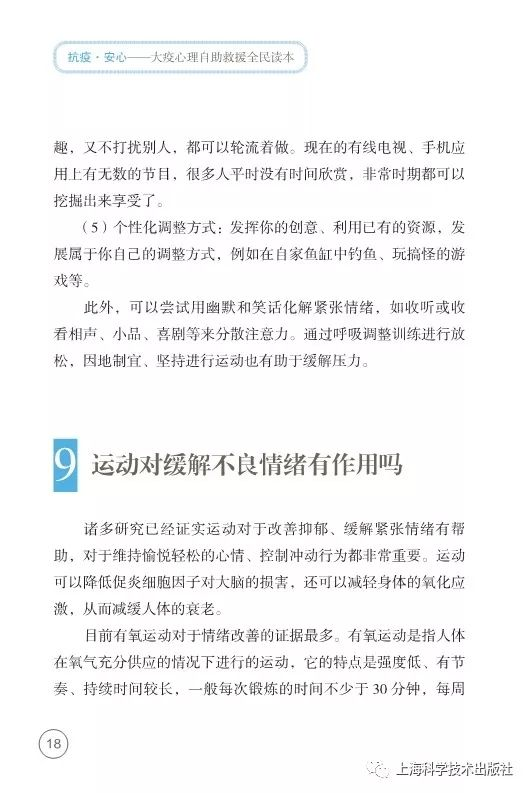 抗疫·安心——大疫心理自助救援全民读本
趣，又不打扰别人，都可以轮流着做。现在的有线电视、手机应
用上有无数的节目，很多人平时没有时间欣赏，非常时期都可以
挖掘出来享受了。
（5）个性化调整方式：发挥你的创意、利用已有的资源，发
展属于你自己的调整方式，例如在自家鱼缸中钓鱼、玩搞怪的游
戏等。
此外，可以尝试用幽默和笑话化解紧张情绪，如收听或收
看相声、小品、喜剧等来分散注意力。通过呼吸调整训练进行放
松，因地制宜、坚持进行运动也有助于缓解压力。
9 运动对缓解不良情绪有作用吗
诸多研究已经证实运动对于改善抑郁、缓解紧张情绪有帮
助，对于维持愉悦轻松的心情、控制冲动行为都非常重要。运动
可以降低促炎细胞因子对大脑的损害，还可以减轻身体的氧化应
激，从而减缓人体的衰老。
目前有氧运动对于情绪改善的证据最多。有氧运动是指人体
在氧气充分供应的情况下进行的运动，它的特点是强度低、有节
奏、持续时间较长，一般每次锻炼的时间不少于 30 分钟，每周
18
上海科学技术出版社